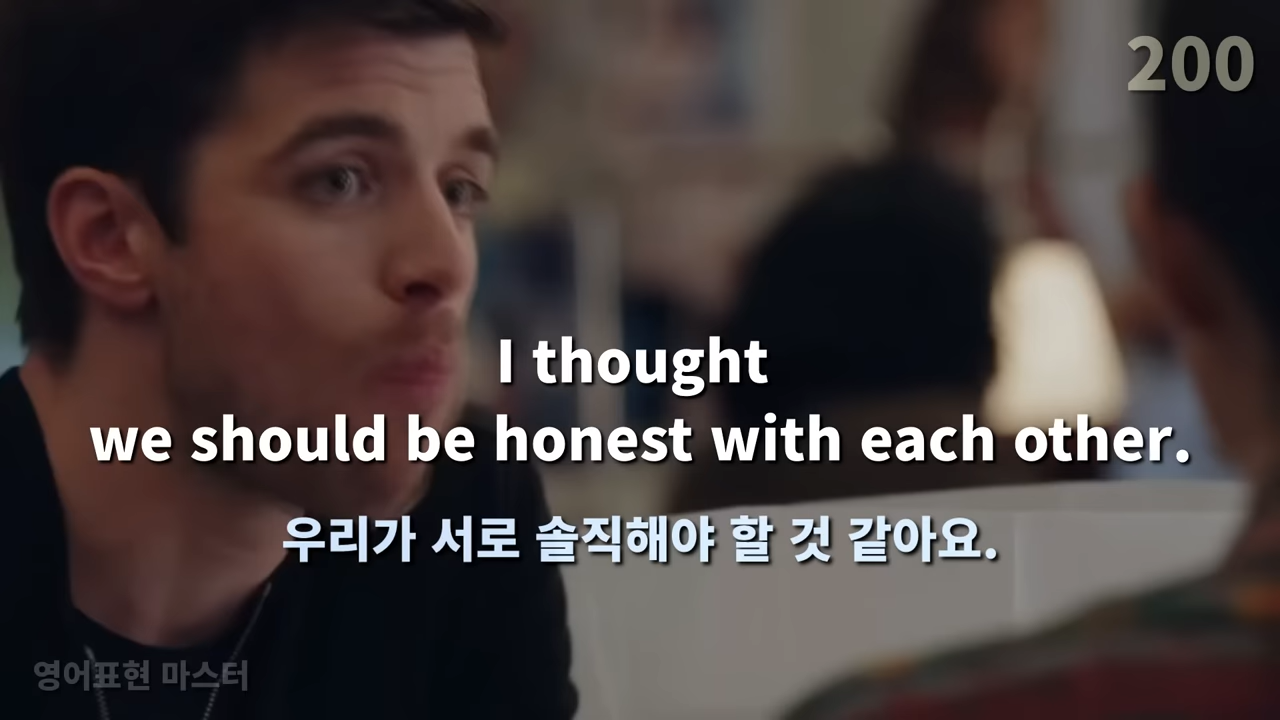 200
I thought
we should be honest with each other.
우리가 서로 솔직해야 할 것 같아요.
영어표현 마스터